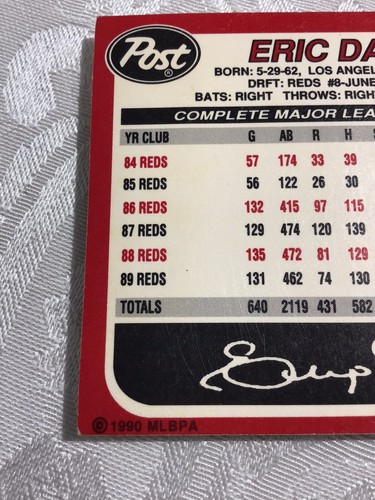 Post®
ERIC DA
BORN: 5-29-62, LOS ANGEL
DRFT: REDS #8-JUNE
BATS: RIGHT THROWS: RIGHT
COMPLETE MAJOR LEA
YR CLUB G AB R H
84 REDS 57 174 33 39
85 REDS 56 122 26 30
86 REDS 132 415 97 115
87 REDS 129 474 120 139
88 REDS 135 472 81 129
89 REDS 131 462 74 130
TOTALS 640 2119 431 582
© 1990 MLBPA